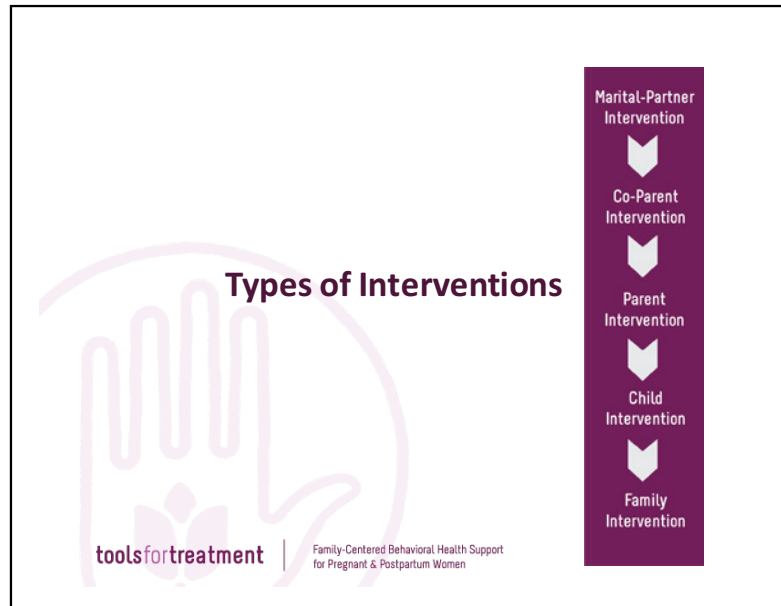 Types of Interventions
Marital-Partner
Intervention
Co-Parent
Intervention
Parent
Intervention
Child
Intervention
Family
Intervention
toolsfortreatment
Family-Centered Behavioral Health Support
for Pregnant & Postpartum Women